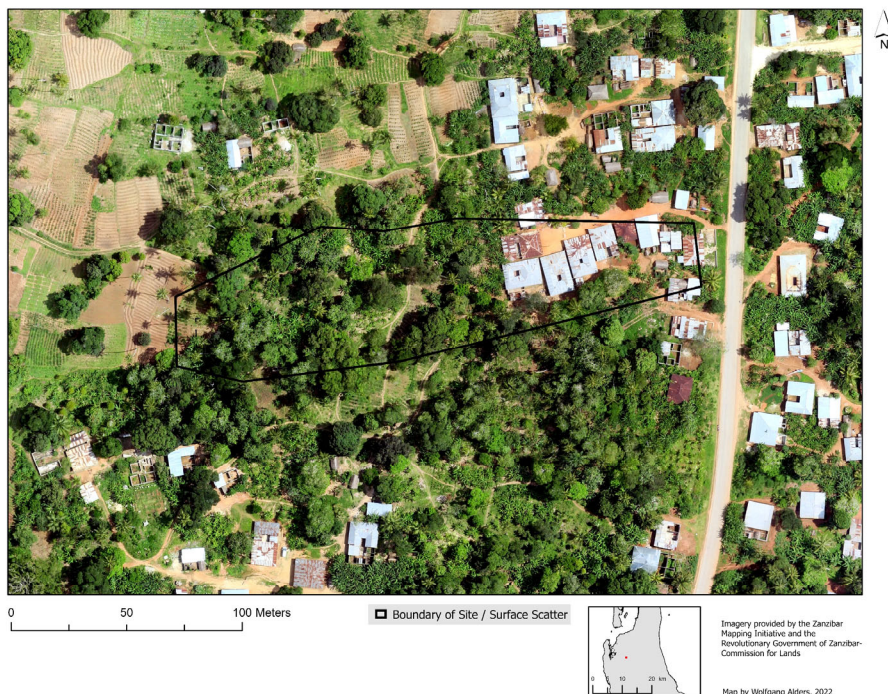 N
0 50 100 Meters
Boundary of Site / Surface Scatter
0 5 10 20 km
Imagery provided by the Zanzibar
Mapping Initiative and the
Revolutionary Government of Zanzibar-
Commission for Lands
Map by Wolfgang Alders, 2022